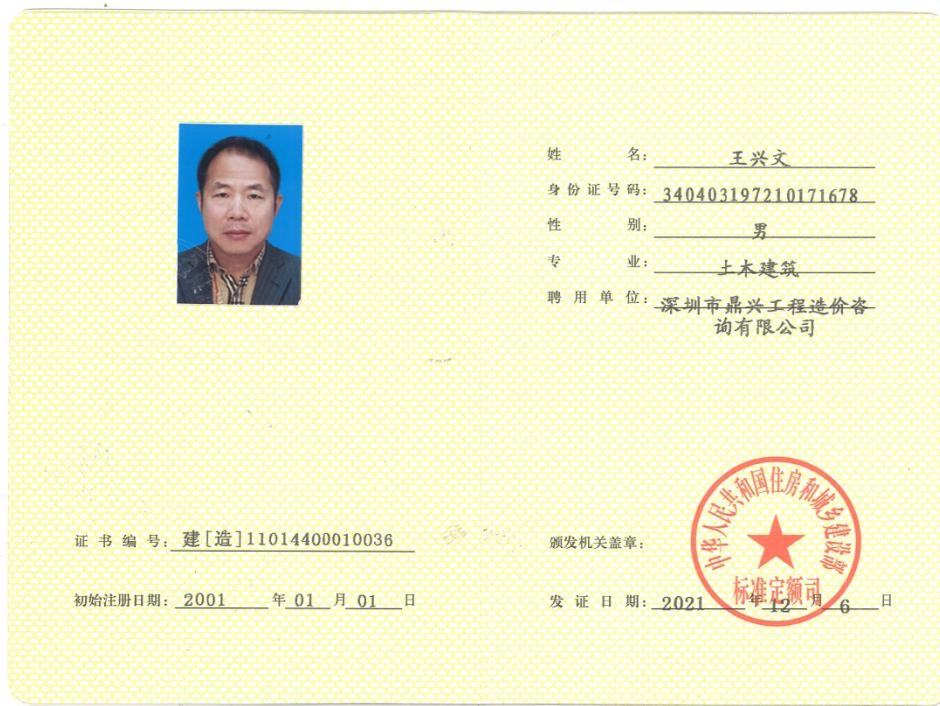 姓名：王兴文
身份证号码：340403197210171678
性别：男
专业：土木建筑
聘用单位：深圳市鼎兴工程造价咨
询有限公司
证书编号：建[造]11014400010036
初始注册日期：2001年01月01日
颁发机关盖章：
中华人民共和国住房和城乡建设部
标准定额司
发证日期：2021年12月6日